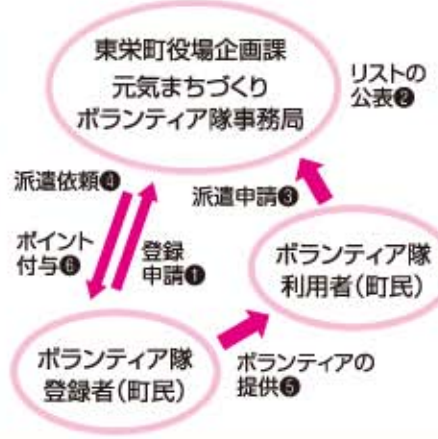 東栄町役場企画課
元気まちづくり
ボランティア隊事務局
リストの
公表❷
派遣依頼❹
派遣申請❸
ポイント
付与❻
登録
申請❶
ボランティア隊
利用者(町民)
ボランティア隊
登録者(町民)
ボランティアの
提供❺